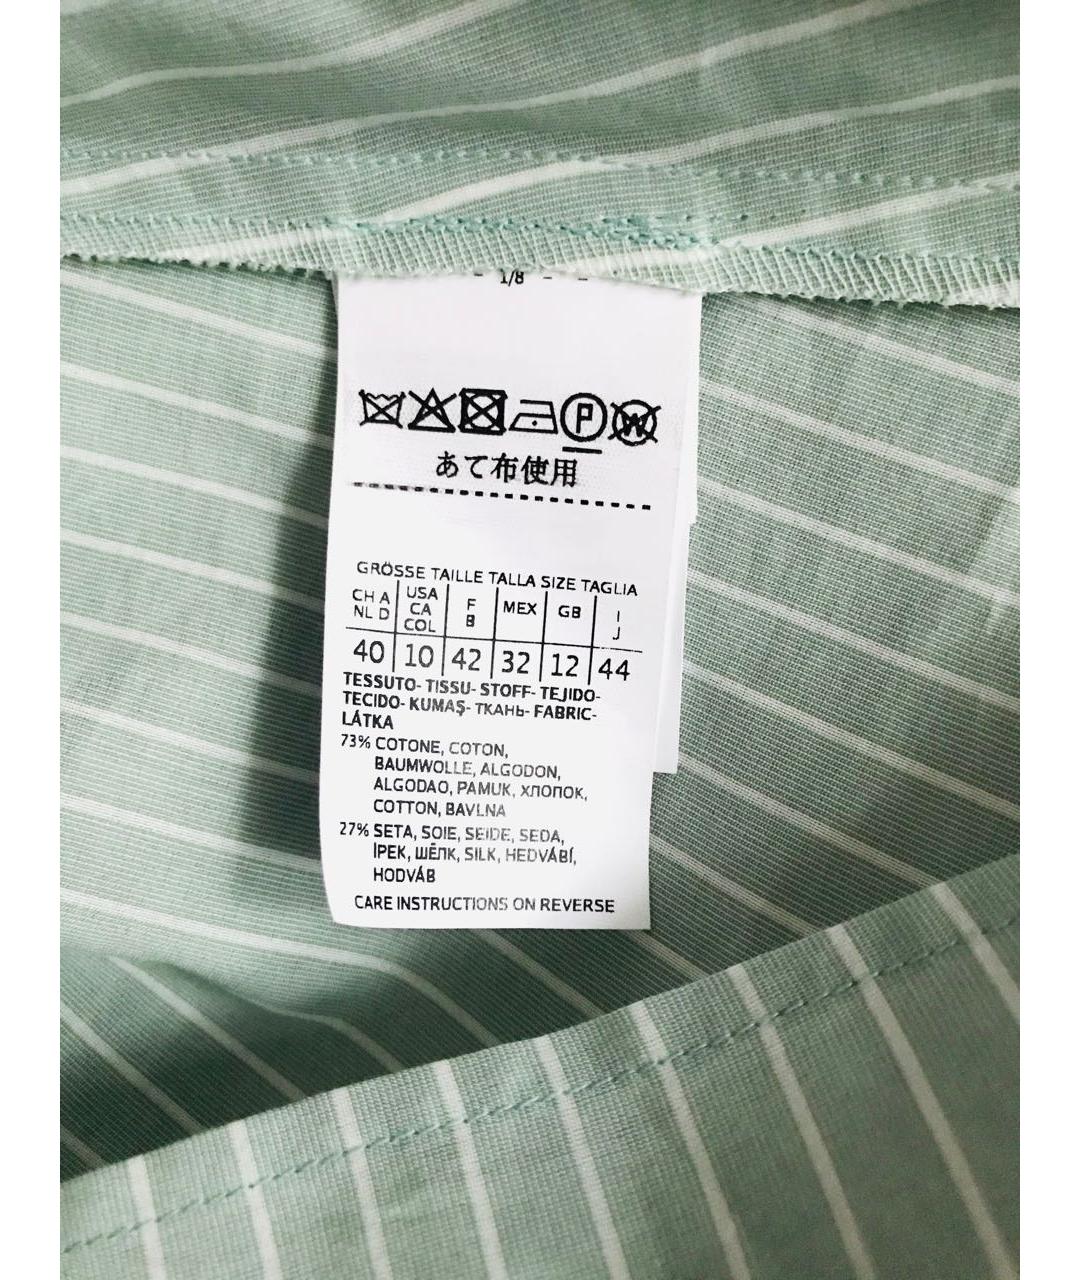 - 1/8 - -
P W
あて布使用
GRÖSSE TAILLE TALLA SIZE TAGLIA
CH A NL D | USA CA COL | F B | MEX | GB | I J
40 | 10 | 42 | 32 | 12 | 44
TESSUTO- TISSU- STOFF- TEJIDO-
TECIDO- KUMAŞ- ТКАНЬ- FABRIC-
LÁTKA
73% COTONE, COTON,
BAUMWOLLE, ALGODON,
ALGODAO, PAMUK, ХЛОПОК,
COTTON, BAVLNA
27% SETA, SOIE, SEIDE, SEDA,
İPEK, ШЁЛК, SILK, HEDVÁBÍ,
HODVÁB
CARE INSTRUCTIONS ON REVERSE